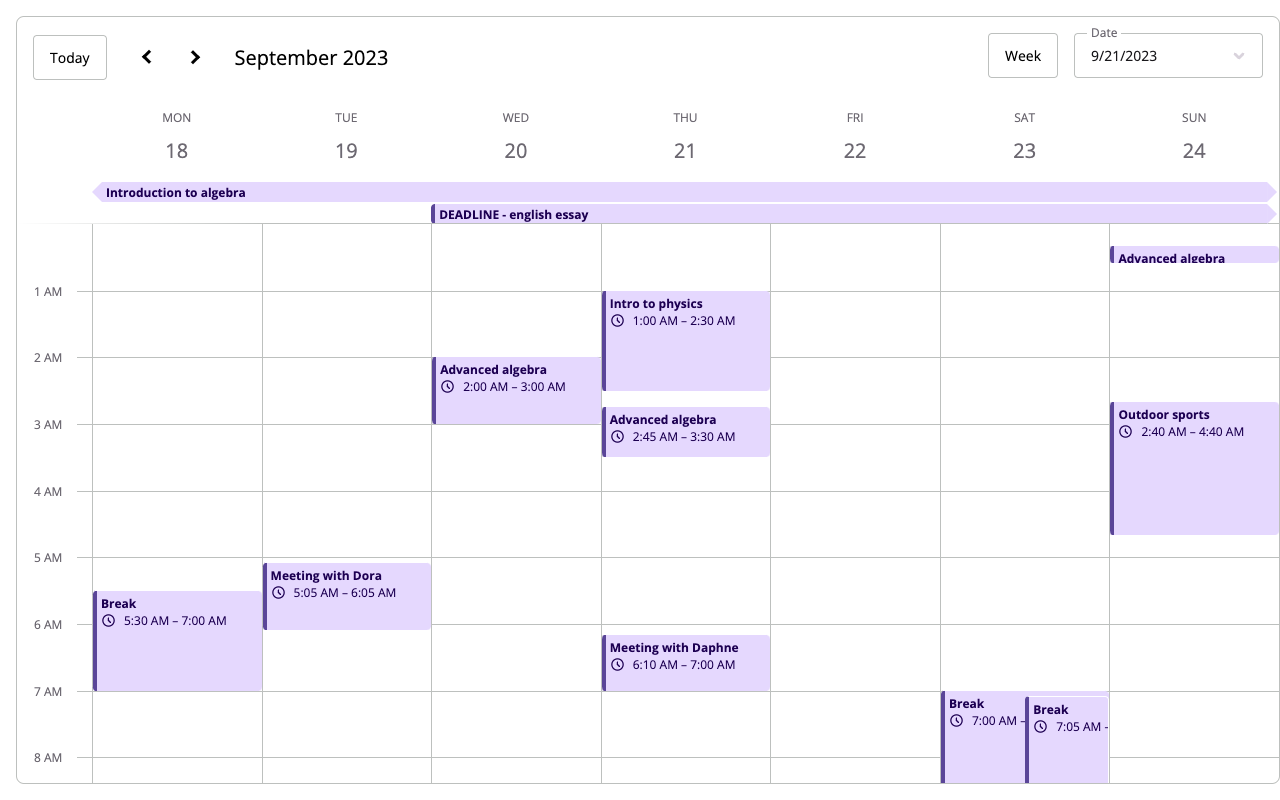 Today
September 2023
Week
Date
9/21/2023
MON TUE WED THU FRI SAT SUN
18 19 20 21 22 23 24
Introduction to algebra
DEADLINE - english essay
Advanced algebra
1 AM
Intro to physics
1:00 AM – 2:30 AM
2 AM
Advanced algebra
2:00 AM – 3:00 AM
Outdoor sports
2:40 AM – 4:40 AM
Advanced algebra
2:45 AM – 3:30 AM
3 AM
4 AM
5 AM
Meeting with Dora
5:05 AM – 6:05 AM
Break
5:30 AM – 7:00 AM
6 AM
Meeting with Daphne
6:10 AM – 7:00 AM
7 AM
Break
7:00 AM –
Break
7:05 AM -
8 AM